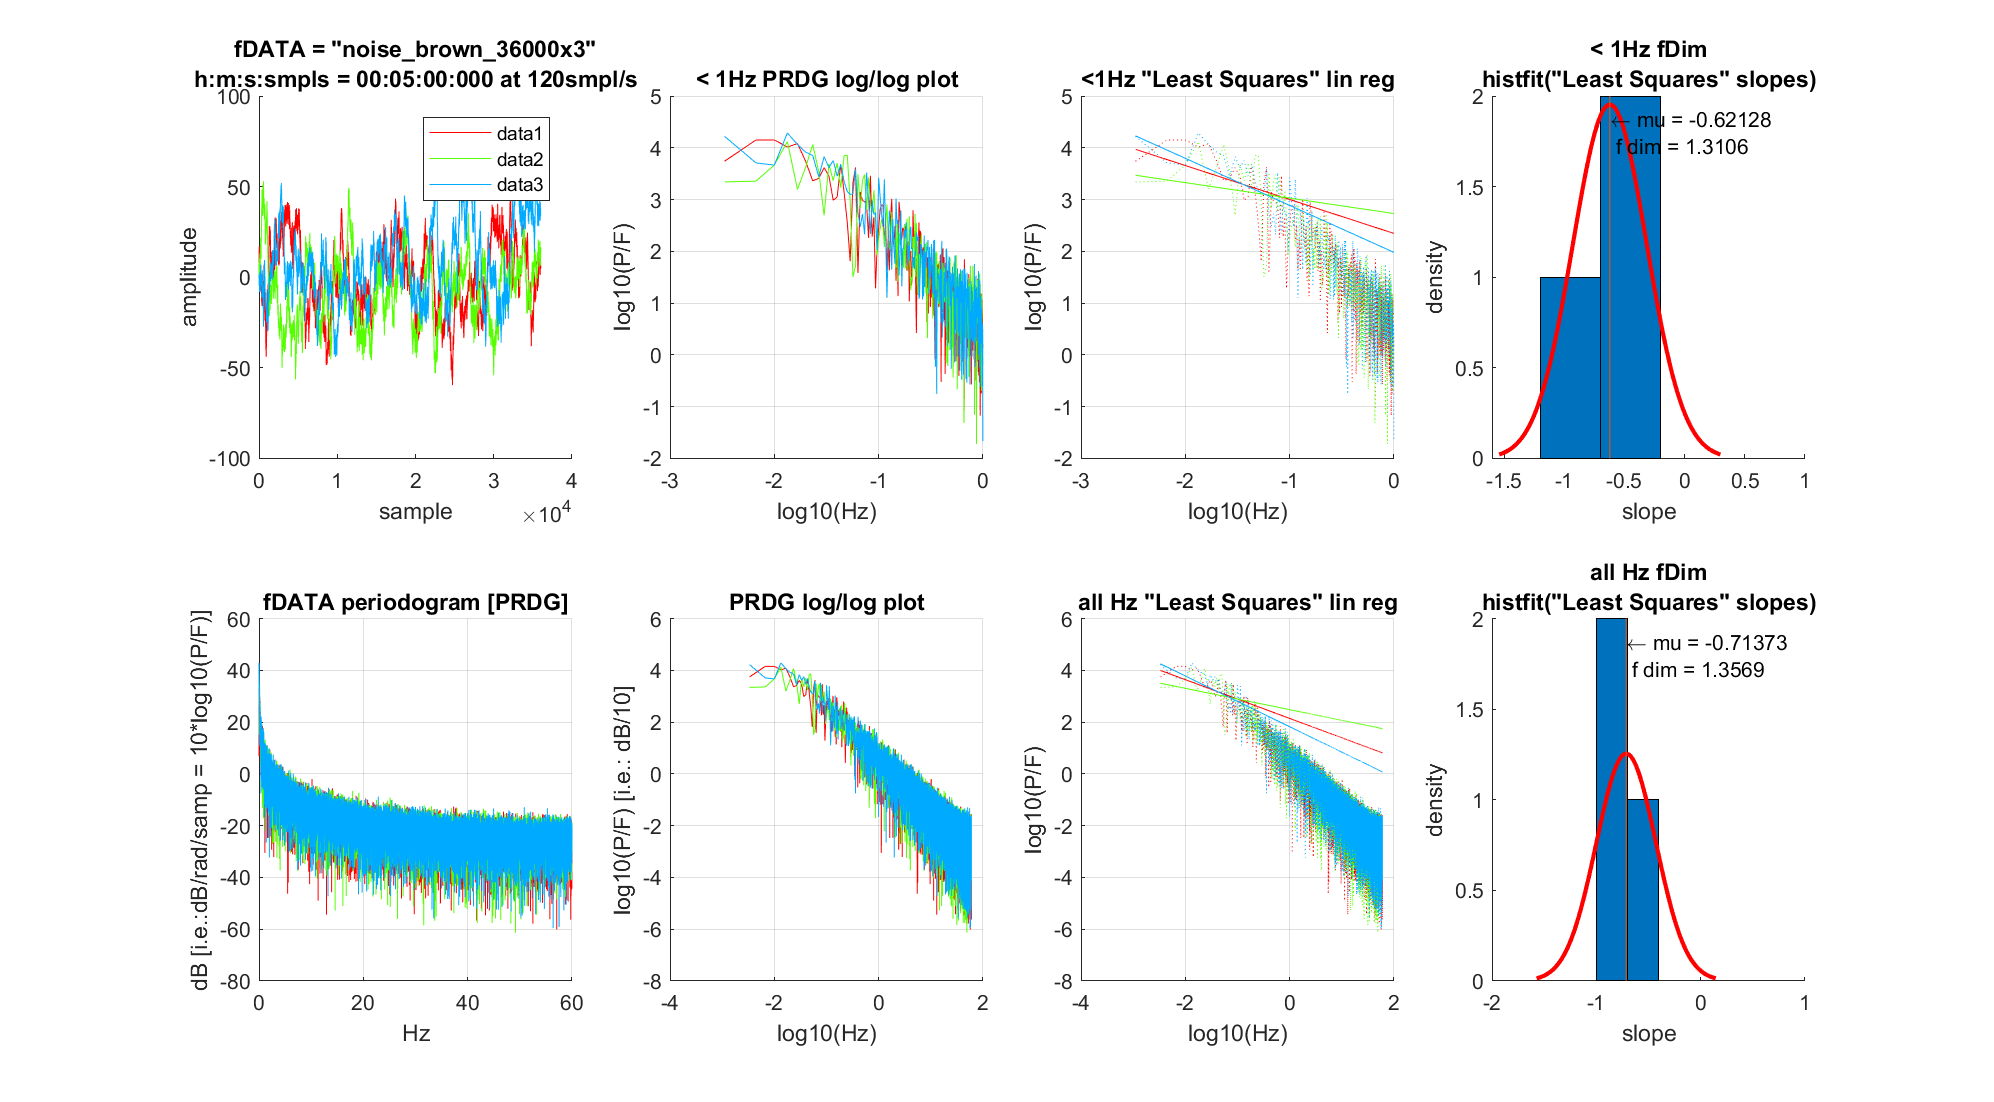 fDATA = "noise_brown_36000x3"
h:m:s:smpls = 00:05:00:000 at 120smpl/s
100
50
0
-50
-100
amplitude
data1
data2
data3
0 1 2 3 4
sample
×10^4
< 1Hz PRDG log/log plot
5
4
3
2
1
0
-1
-2
log10(P/F)
-3 -2 -1 0
log10(Hz)
<1Hz "Least Squares" lin reg
5
4
3
2
1
0
-1
-2
log10(P/F)
-3 -2 -1 0
log10(Hz)
< 1Hz fDim
histfit("Least Squares" slopes)
2
1.5
1
0.5
0
density
← mu = -0.62128
f dim = 1.3106
-1.5 -1 -0.5 0 0.5 1
slope
fDATA periodogram [PRDG]
60
40
20
0
-20
-40
-60
-80
dB [i.e.:dB/rad/samp = 10*log10(P/F)]
0 20 40 60
Hz
PRDG log/log plot
6
4
2
0
-2
-4
-6
-8
log10(P/F) [i.e.: dB/10]
-4 -2 0 2
log10(Hz)
all Hz "Least Squares" lin reg
6
4
2
0
-2
-4
-6
-8
log10(P/F)
-4 -2 0 2
log10(Hz)
all Hz fDim
histfit("Least Squares" slopes)
2
1.5
1
0.5
0
density
← mu = -0.71373
f dim = 1.3569
-2 -1 0 1
slope